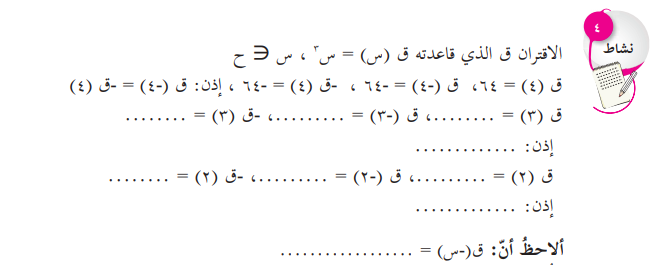 ٤
نشاط
الاقتران ق الذي قاعدته ق (س) = س٣ ، س ∈ ح
ق (٤) = ٦٤، ق (-٤) = -٦٤ ، -ق (٤) = -٦٤ ، إذن: ق (-٤) = -ق (٤)
ق (٣) = ........، ق (-٣) = .........، -ق (٣) = ........
إذن: .............
ق (٢) = .........، ق (-٢) = .........، -ق (٢) = ........
إذن: .............
ألاحظُ أنّ: ق(-س) = ..................